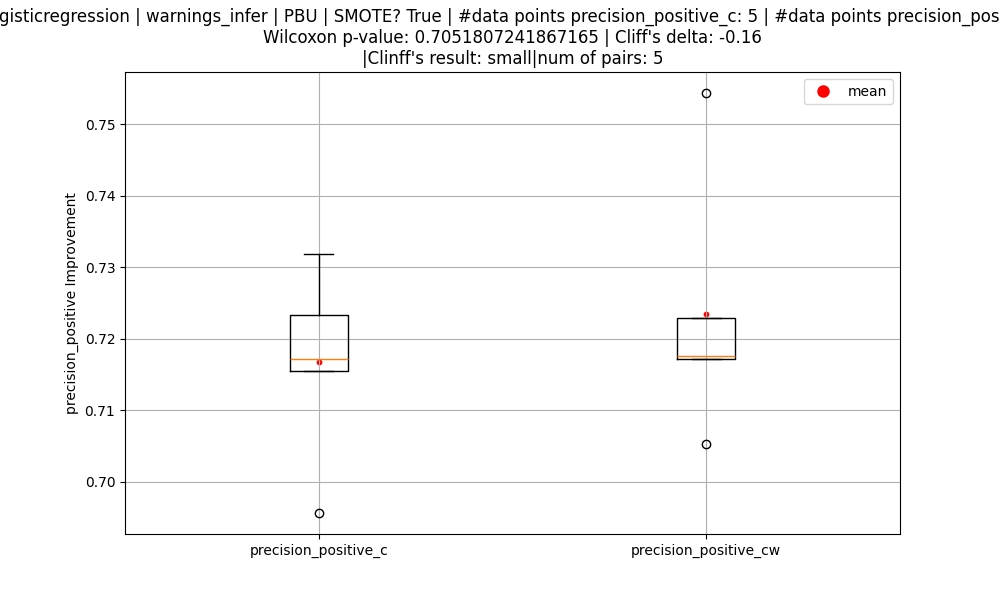 gisticregression | warnings_infer | PBU | SMOTE? True | #data points precision_positive_c: 5 | #data points precision_pos
Wilcoxon p-value: 0.7051807241867165 | Cliff's delta: -0.16
|Clinff's result: small|num of pairs: 5
mean
0.75
0.74
0.73
0.72
0.71
0.70
precision_positive Improvement
precision_positive_c
precision_positive_cw